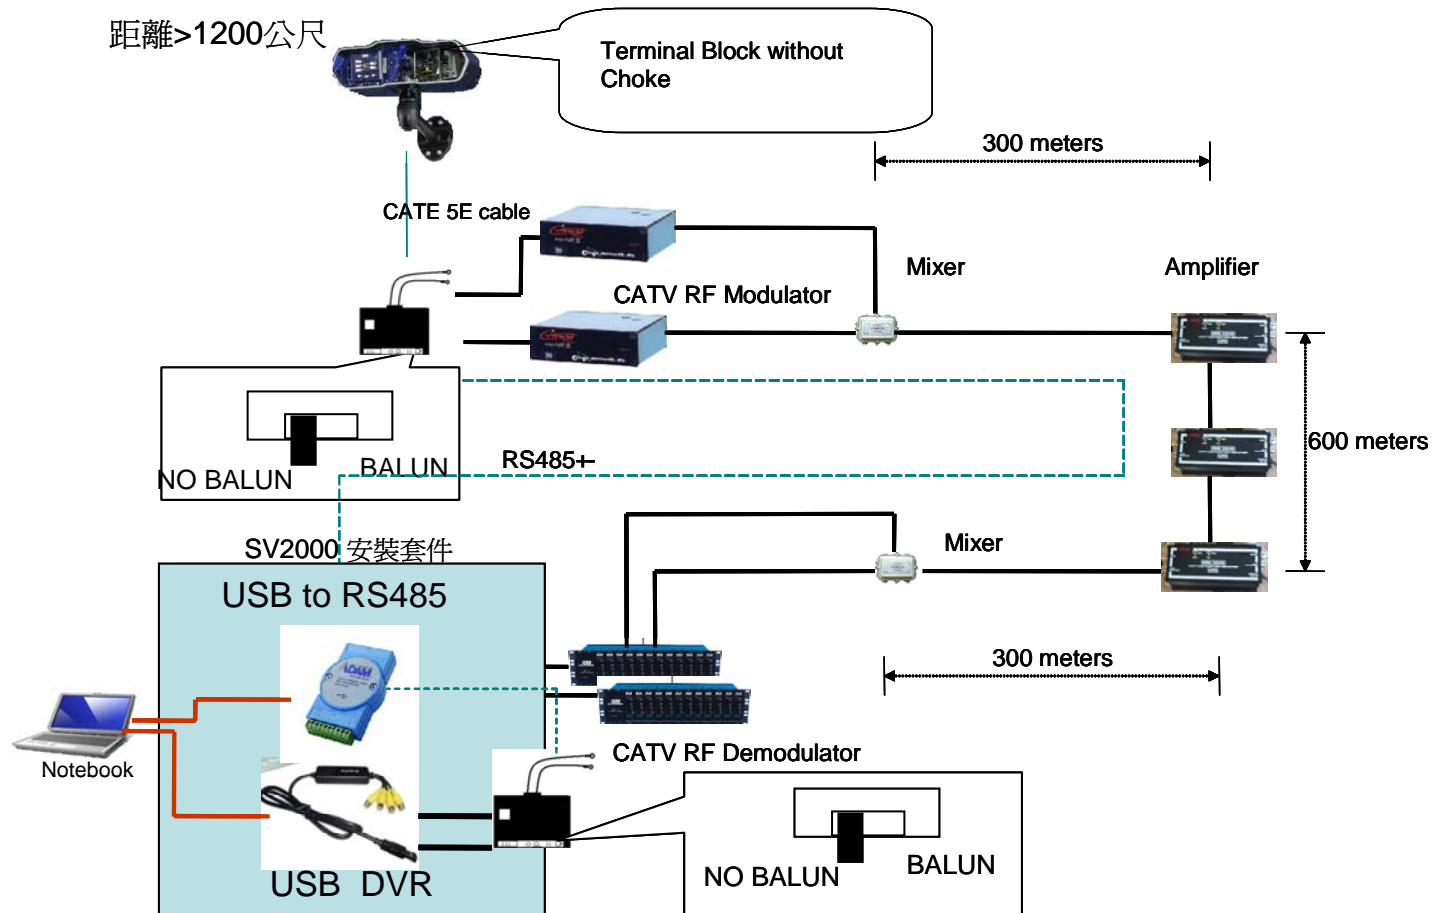 距離>1200公尺
Terminal Block without
Choke
300 meters
CATE 5E cable
Mixer
Amplifier
CATV RF Modulator
600 meters
RS485+-
NO BALUN
BALUN
SV2000 安裝套件
Mixer
USB to RS485
ADAM
300 meters
Notebook
CATV RF Demodulator
NO BALUN
BALUN
USB DVR